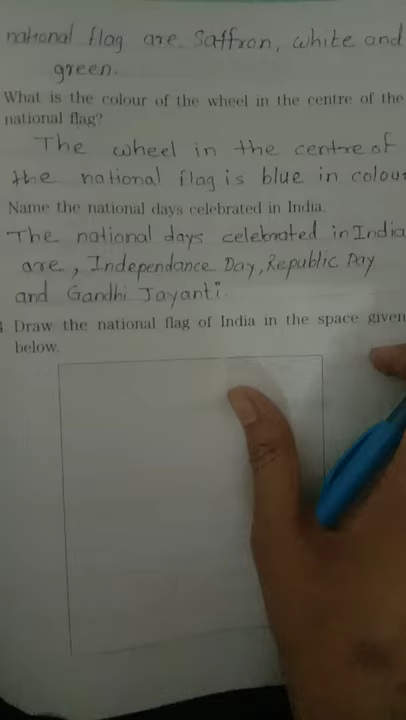 national flag are saffron, white and
green.
What is the colour of the wheel in the centre of the
national flag?
The wheel in the centre of
the national flag is blue in colour
Name the national days celebrated in India.
The national days celebrated in India
are, Independance Day, Republic Day
and Gandhi Jayanti.
Draw the national flag of India in the space given
below.